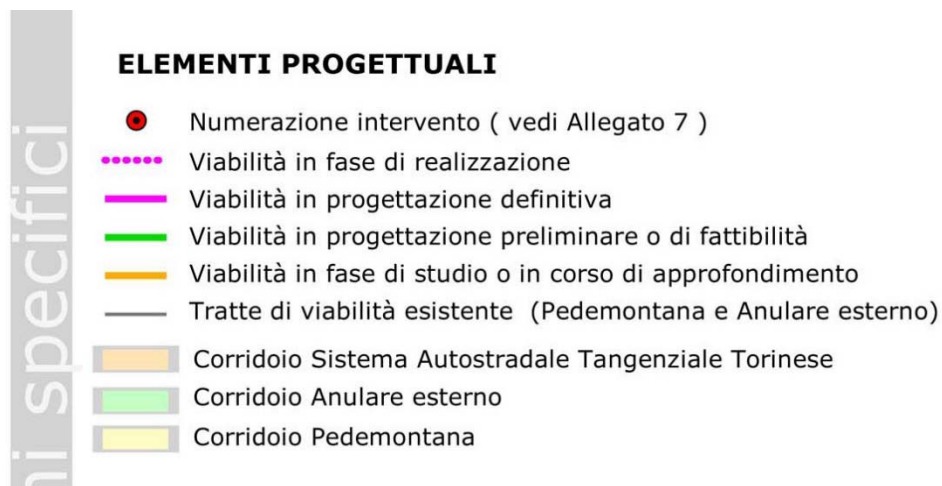 ELEMENTI PROGETTUALI
Numerazione intervento ( vedi Allegato 7 )
Viabilità in fase di realizzazione
Viabilità in progettazione definitiva
Viabilità in progettazione preliminare o di fattibilità
Viabilità in fase di studio o in corso di approfondimento
Tratte di viabilità esistente (Pedemontana e Anulare esterno)
Corridoio Sistema Autostradale Tangenziale Torinese
Corridoio Anulare esterno
Corridoio Pedemontana
specifici